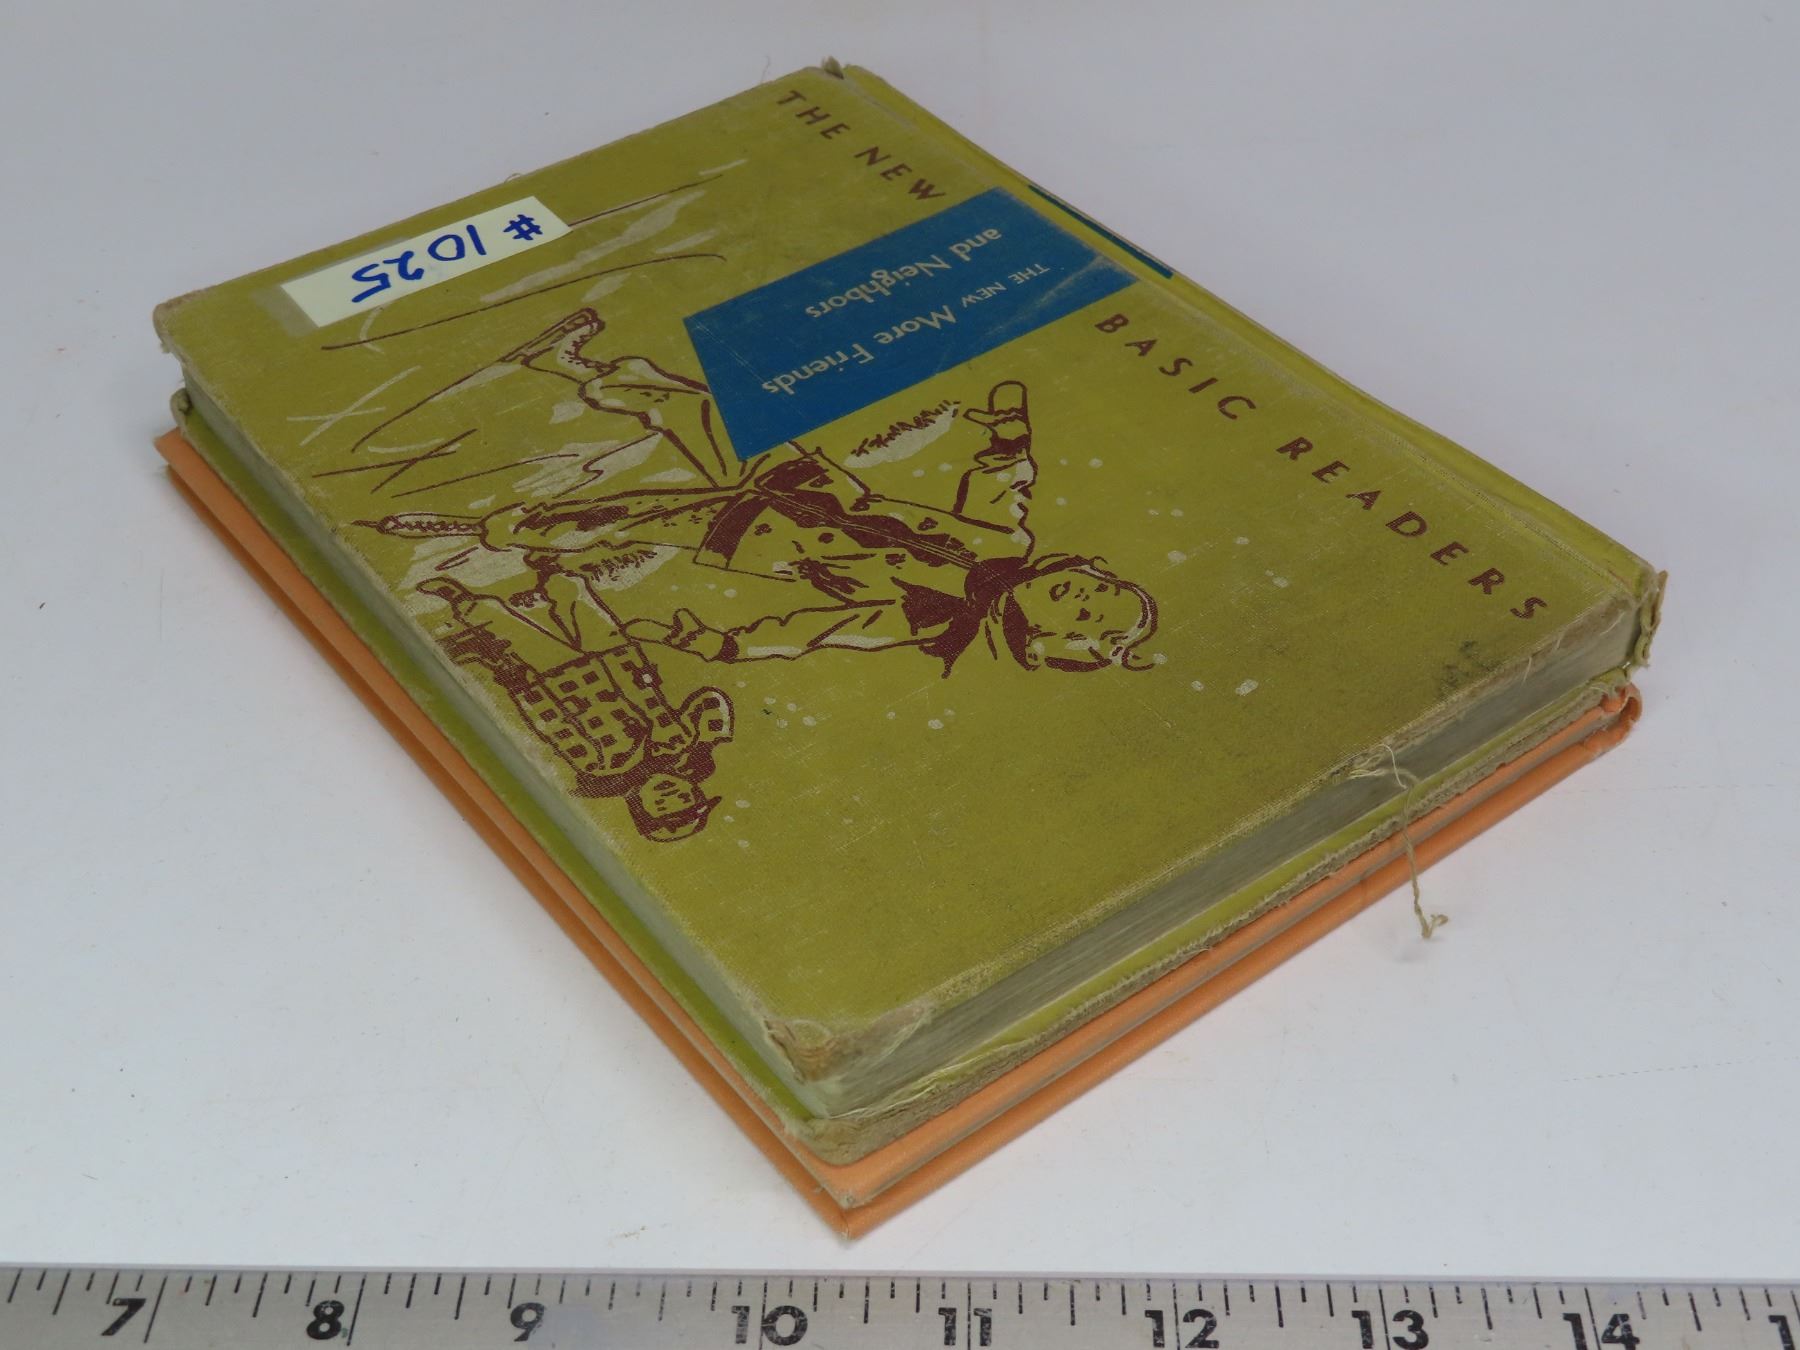 THE NEW BASIC READERS
THE NEW More Friends
and Neighbors
#1025
7 8 9 10 11 12 13 14